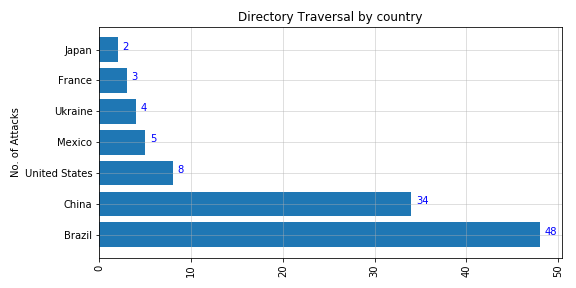 Directory Traversal by country
No. of Attacks
Japan 2
France 3
Ukraine 4
Mexico 5
United States 8
China 34
Brazil 48
0 10 20 30 40 50